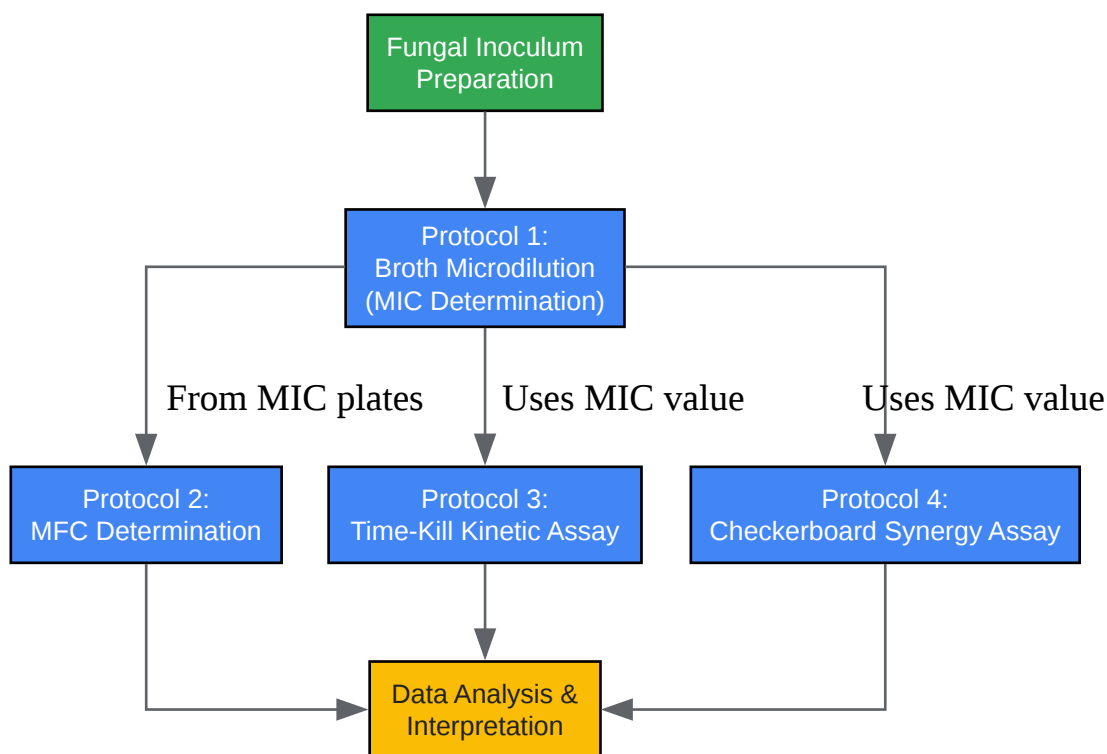 Fungal Inoculum
Preparation
Protocol 1:
Broth Microdilution
(MIC Determination)
From MIC plates
Uses MIC value
Uses MIC value
Protocol 2:
MFC Determination
Protocol 3:
Time-Kill Kinetic Assay
Protocol 4:
Checkerboard Synergy Assay
Data Analysis &
Interpretation